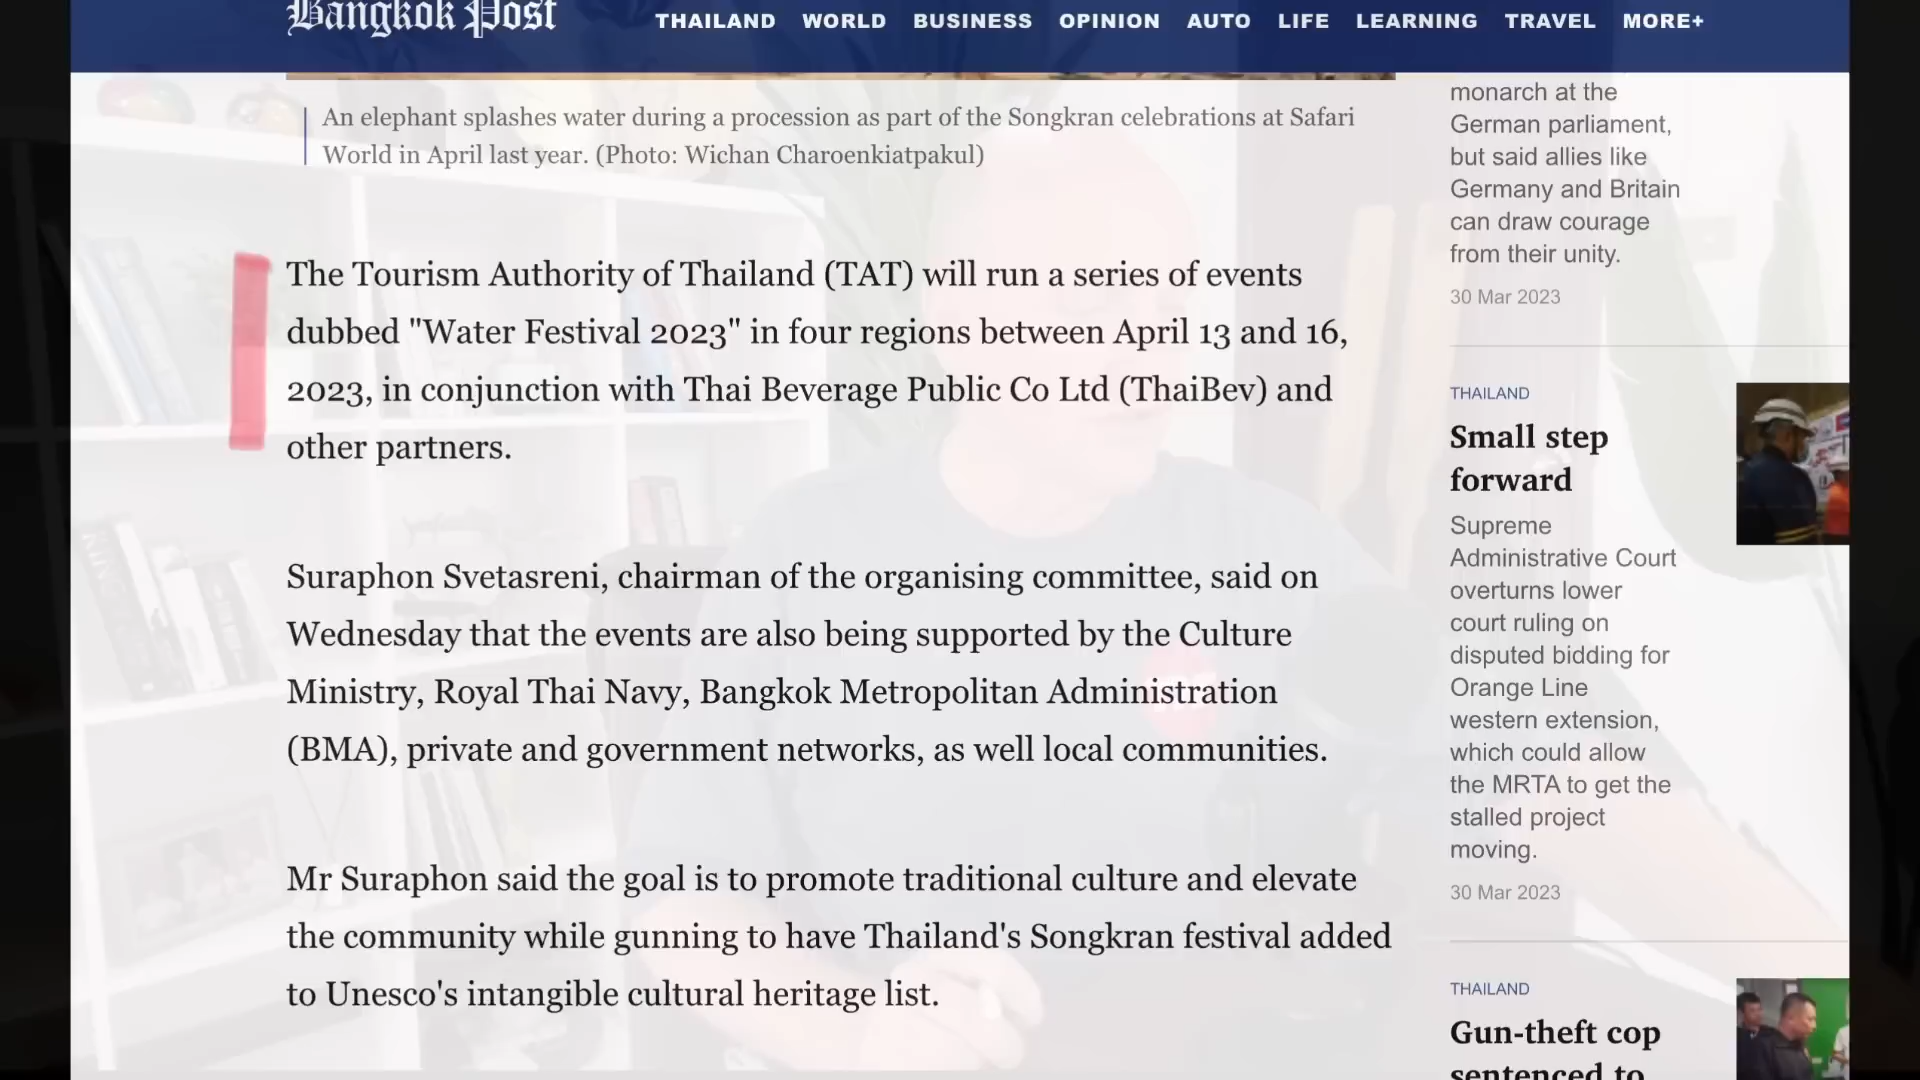 Bangkok Post
THAILAND WORLD BUSINESS OPINION AUTO LIFE LEARNING TRAVEL MORE+
An elephant splashes water during a procession as part of the Songkran celebrations at Safari
World in April last year. (Photo: Wichan Charoenkiatpakul)
The Tourism Authority of Thailand (TAT) will run a series of events
dubbed "Water Festival 2023" in four regions between April 13 and 16,
2023, in conjunction with Thai Beverage Public Co Ltd (ThaiBev) and
other partners.
Suraphon Svetasreni, chairman of the organising committee, said on
Wednesday that the events are also being supported by the Culture
Ministry, Royal Thai Navy, Bangkok Metropolitan Administration
(BMA), private and government networks, as well local communities.
Mr Suraphon said the goal is to promote traditional culture and elevate
the community while gunning to have Thailand's Songkran festival added
to Unesco's intangible cultural heritage list.
monarch at the
German parliament,
but said allies like
Germany and Britain
can draw courage
from their unity.
30 Mar 2023
THAILAND
Small step
forward
Supreme
Administrative Court
overturns lower
court ruling on
disputed bidding for
Orange Line
western extension,
which could allow
the MRTA to get the
stalled project
moving.
30 Mar 2023
THAILAND
Gun-theft cop
sentenced to